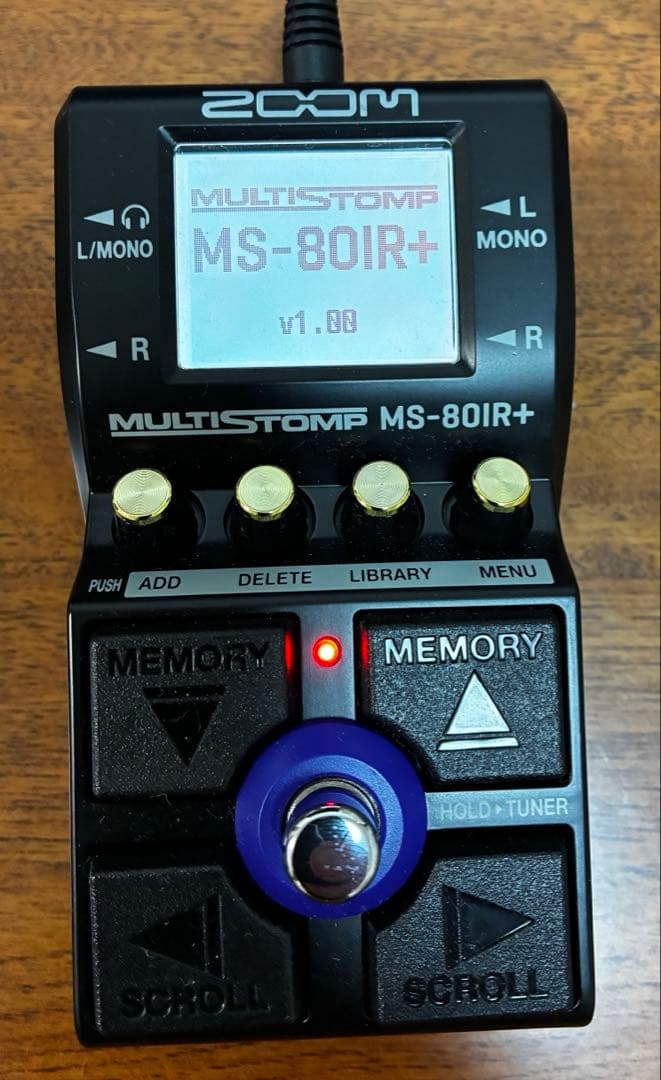 ZOOM
MULTISTOMP
MS-80IR+
v1.00
L/MONO
R
L
MONO
R
MULTISTOMP MS-80IR+
PUSH ADD DELETE LIBRARY MENU
MEMORY
MEMORY
HOLD▸TUNER
SCROLL
SCROLL